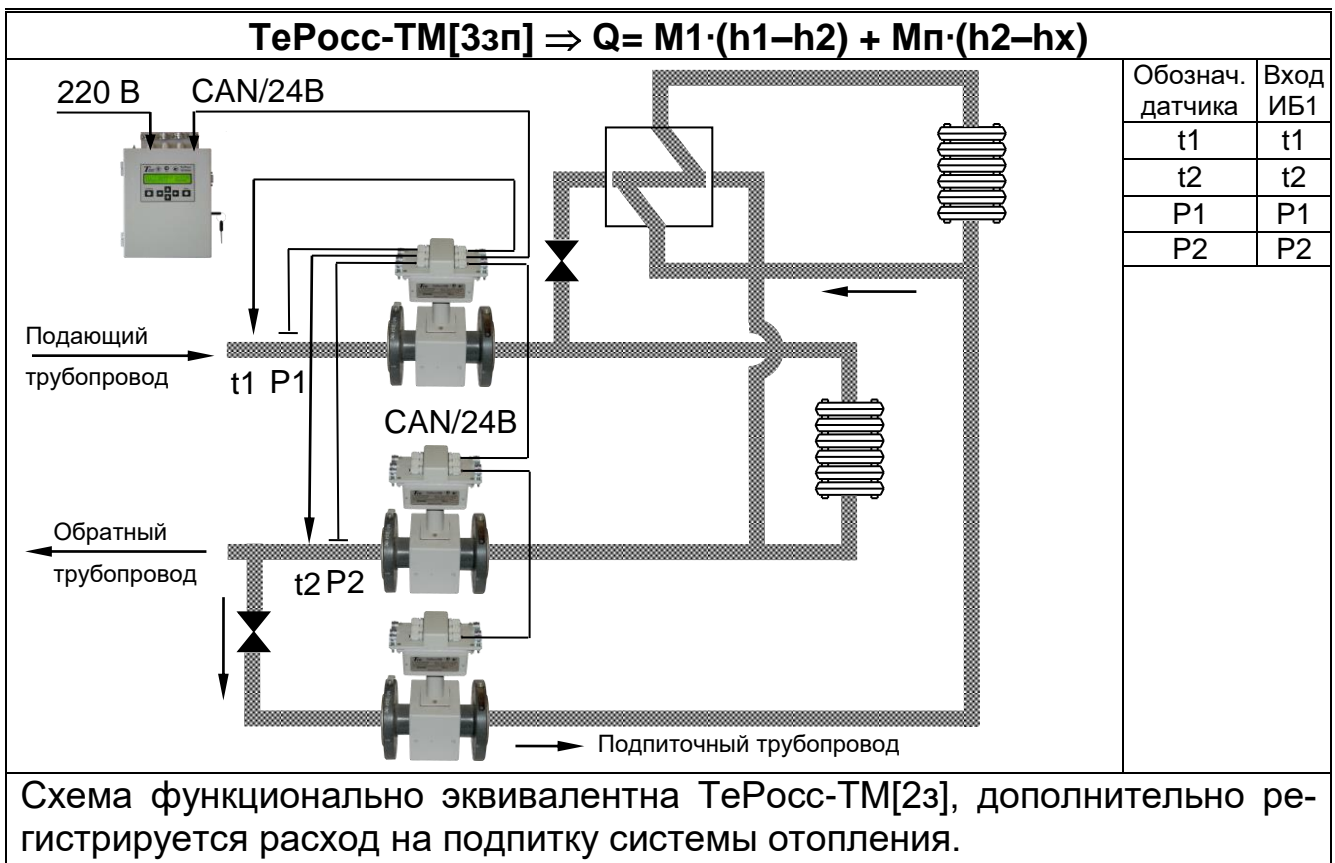 ТеРосс-ТМ[3зп] ⇒ Q= M1·(h1–h2) + Mп·(h2–hx)
Обознач. датчика
Вход ИБ1
t1 t1
t2 t2
P1 P1
P2 P2
220 В
CAN/24В
Подающий
трубопровод
t1 P1
CAN/24В
Обратный
трубопровод
t2 P2
Подпиточный трубопровод
Схема функционально эквивалентна ТеРосс-ТМ[2з], дополнительно ре-
гистрируется расход на подпитку системы отопления.